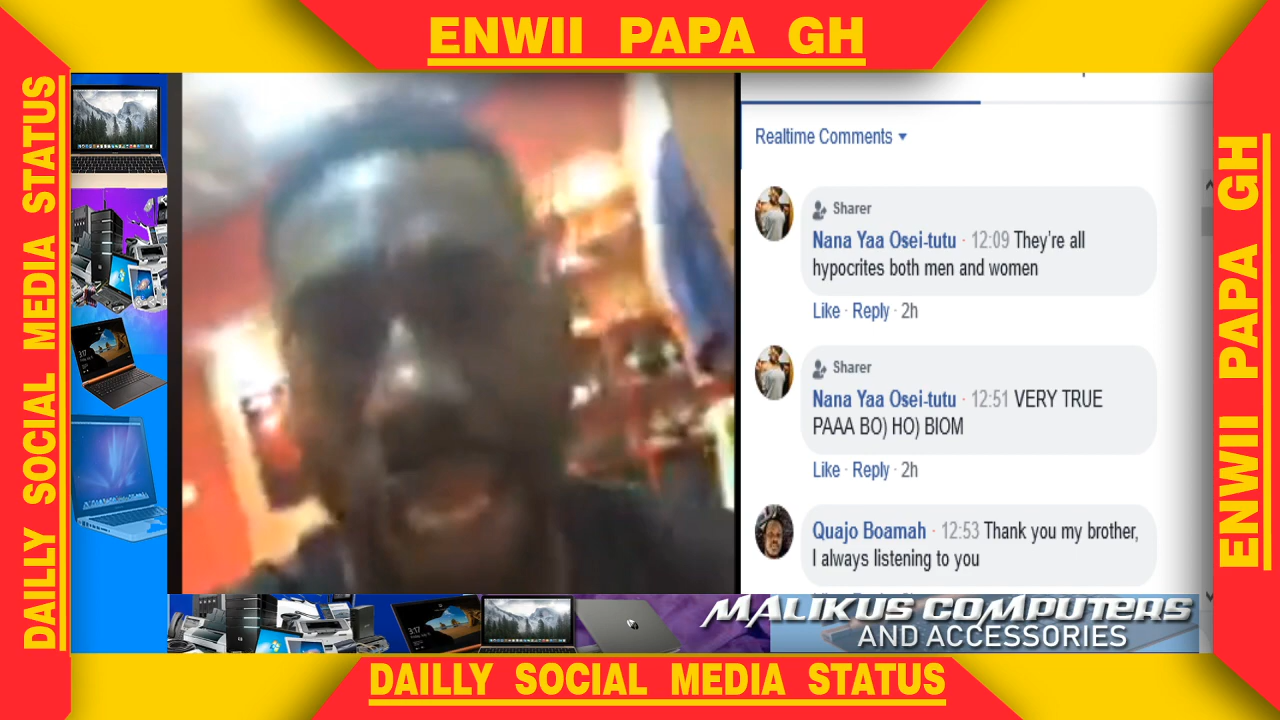 ENWII PAPA GH
DAILLY SOCIAL MEDIA STATUS
Realtime Comments
Sharer
Nana Yaa Osei-tutu · 12:09 They're all
hypocrites both men and women
Like · Reply · 2h
Sharer
Nana Yaa Osei-tutu · 12:51 VERY TRUE
PAAA BO) HO) BIOM
Like · Reply · 2h
Quajo Boamah · 12:53 Thank you my brother,
I always listening to you
ENWII PAPA GH
MALIKUS COMPUTERS
AND ACCESSORIES
DAILLY SOCIAL MEDIA STATUS